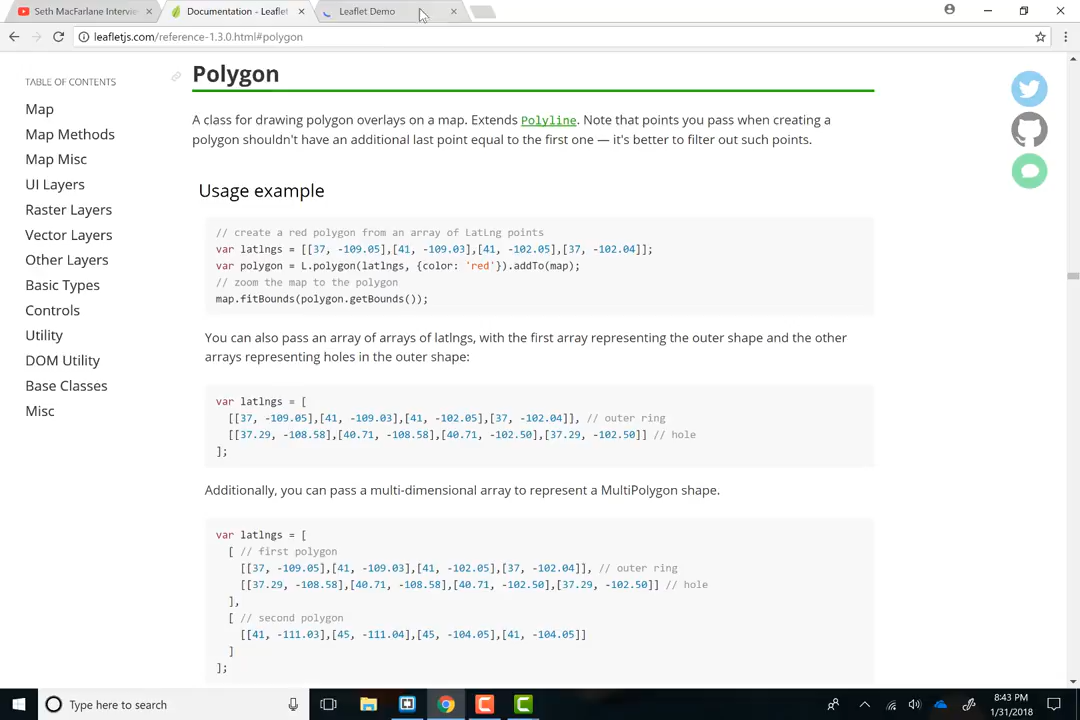 Seth MacFarlane Interview
Documentation - Leaflet
Leaflet Demo
leafletjs.com/reference-1.3.0.html#polygon
TABLE OF CONTENTS
Map
Map Methods
Map Misc
UI Layers
Raster Layers
Vector Layers
Other Layers
Basic Types
Controls
Utility
DOM Utility
Base Classes
Misc
Polygon
A class for drawing polygon overlays on a map. Extends Polyline. Note that points you pass when creating a
polygon shouldn't have an additional last point equal to the first one — it's better to filter out such points.
Usage example
// create a red polygon from an array of LatLng points
var latlngs = [[37, -109.05],[41, -109.03],[41, -102.05],[37, -102.04]];
var polygon = L.polygon(latlngs, {color: 'red'}).addTo(map);
// zoom the map to the polygon
map.fitBounds(polygon.getBounds());
You can also pass an array of arrays of latlngs, with the first array representing the outer shape and the other
arrays representing holes in the outer shape:
var latlngs = [
[[37, -109.05],[41, -109.03],[41, -102.05],[37, -102.04]], // outer ring
[[37.29, -108.58],[40.71, -108.58],[40.71, -102.50],[37.29, -102.50]] // hole
];
Additionally, you can pass a multi-dimensional array to represent a MultiPolygon shape.
var latlngs = [
[ // first polygon
[[37, -109.05],[41, -109.03],[41, -102.05],[37, -102.04]], // outer ring
[[37.29, -108.58],[40.71, -108.58],[40.71, -102.50],[37.29, -102.50]] // hole
],
[ // second polygon
[[41, -111.03],[45, -111.04],[45, -104.05],[41, -104.05]]
]
];
Type here to search
8:43 PM
1/31/2018